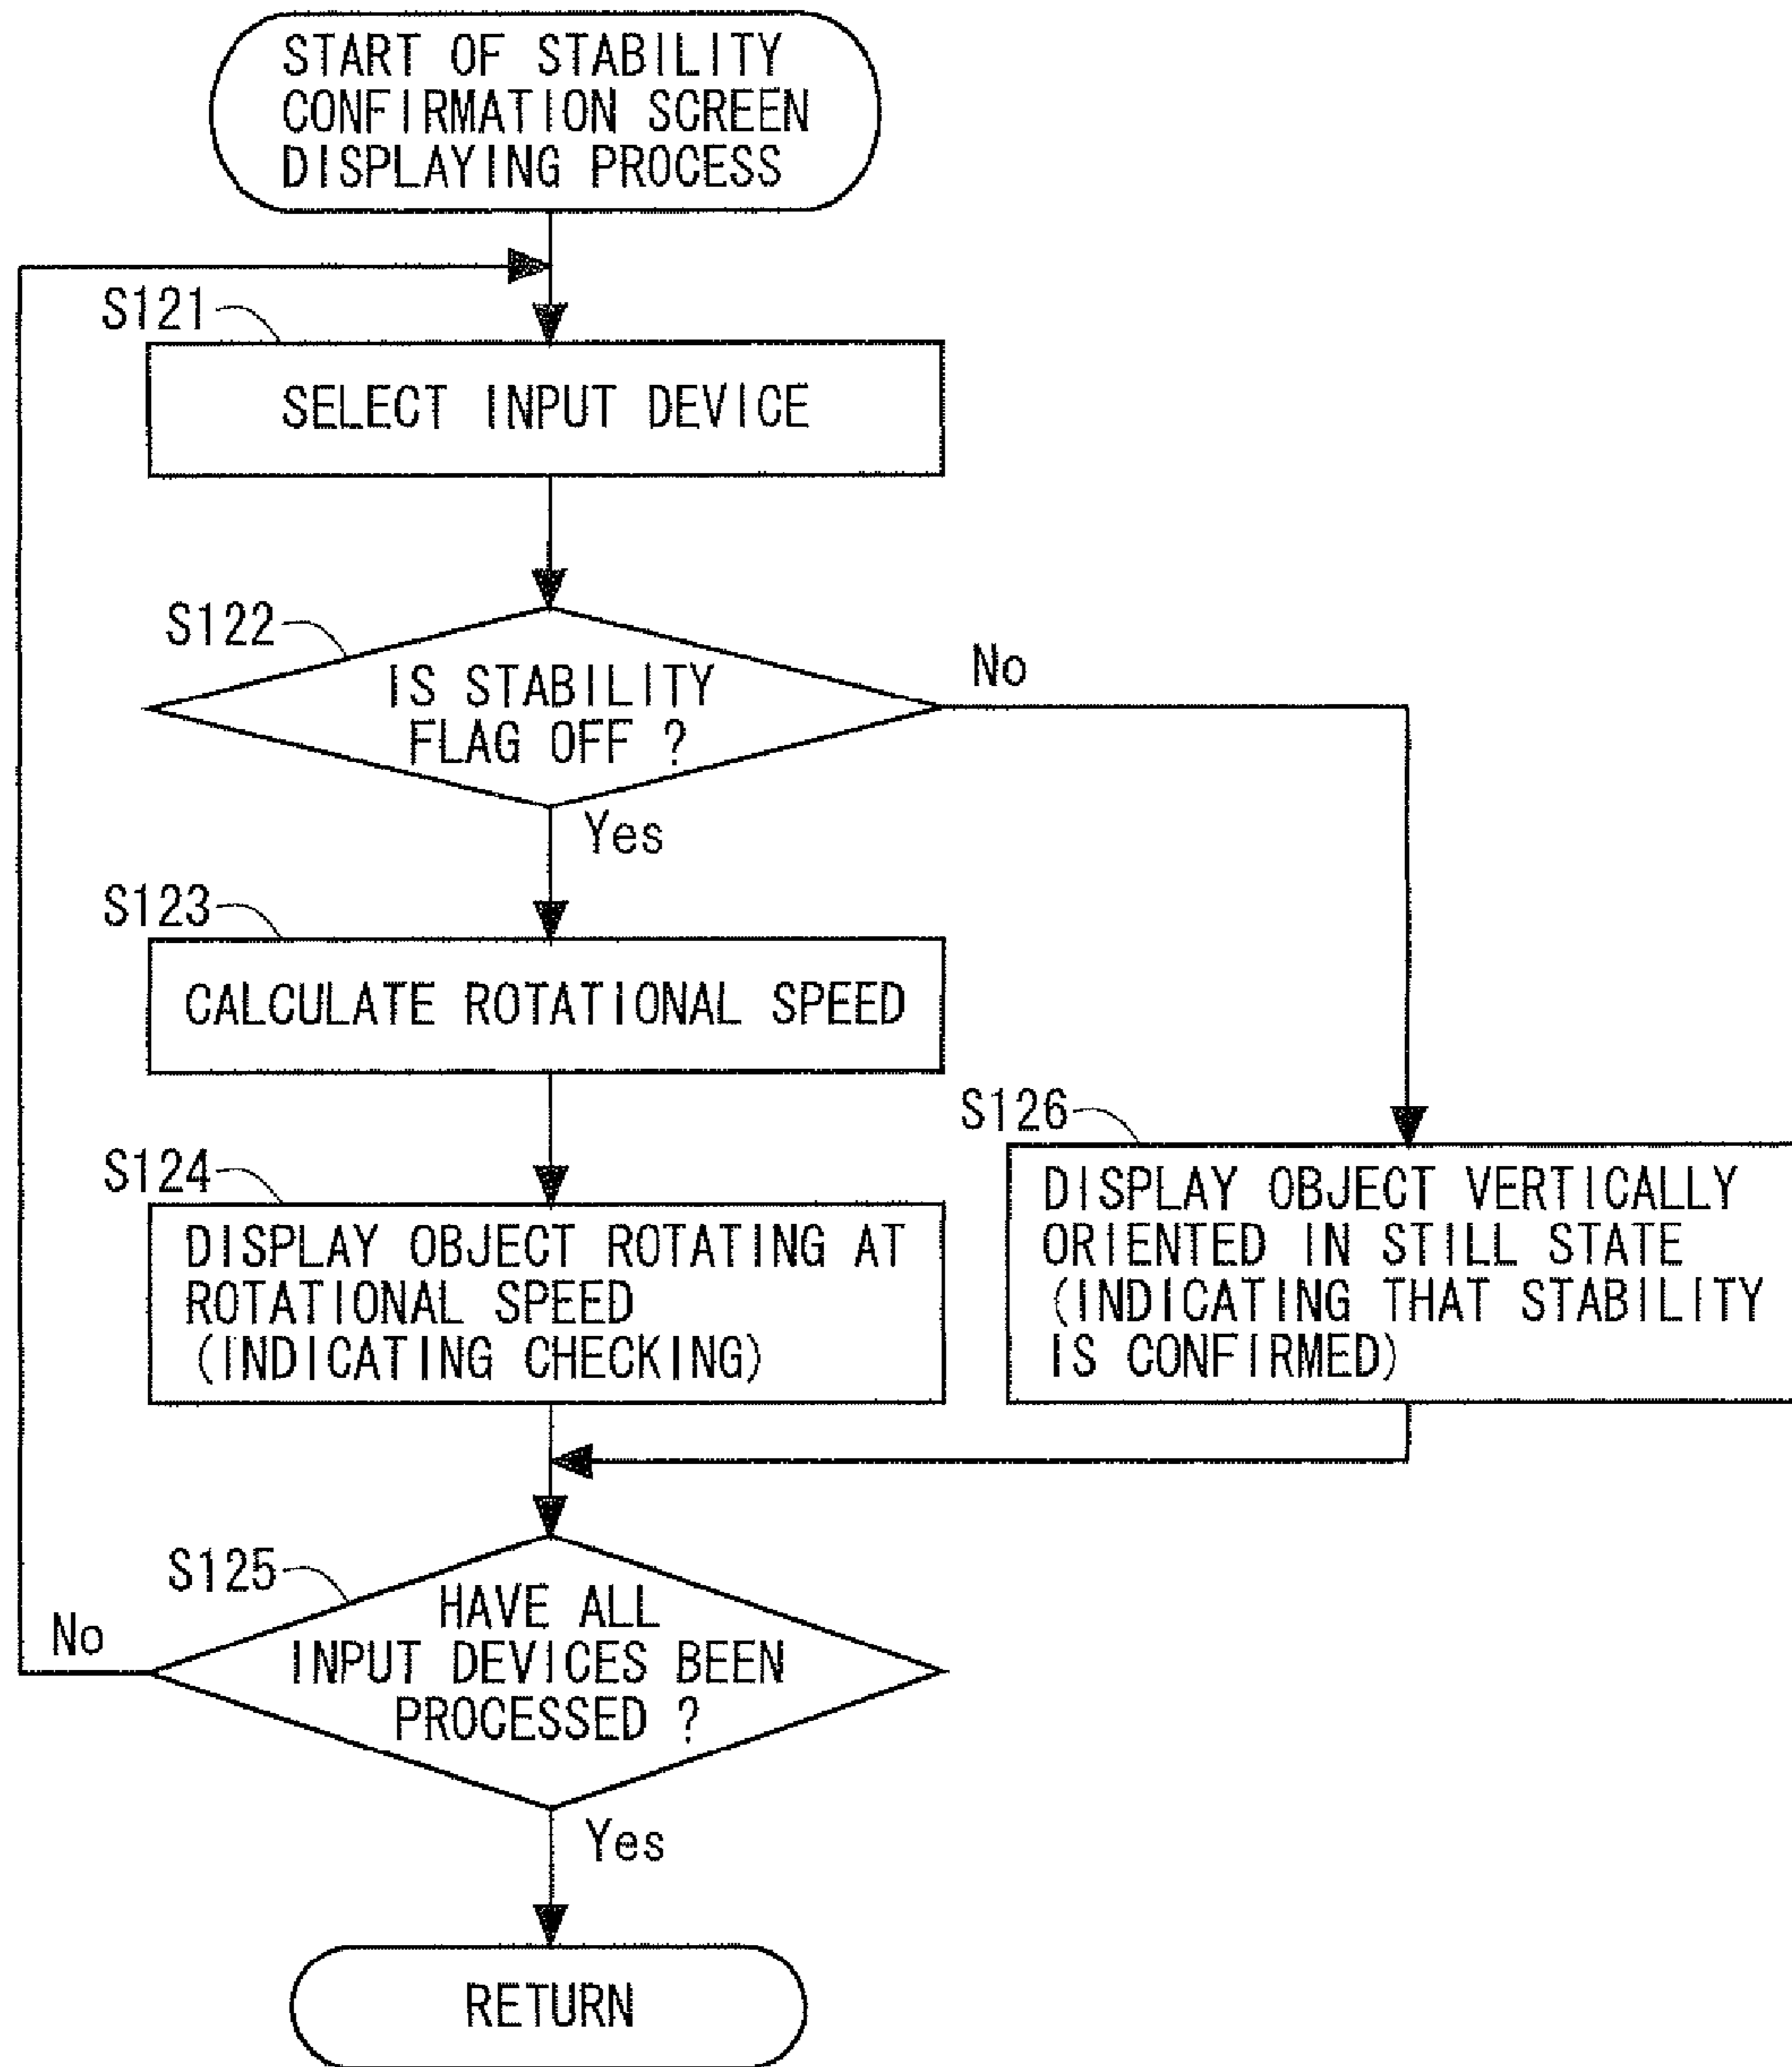 START OF STABILITY
CONFIRMATION SCREEN
DISPLAYING PROCESS
S121
SELECT INPUT DEVICE
S122
IS STABILITY
FLAG OFF ?
No
Yes
S123
CALCULATE ROTATIONAL SPEED
S124
DISPLAY OBJECT ROTATING AT
ROTATIONAL SPEED
(INDICATING CHECKING)
S126
DISPLAY OBJECT VERTICALLY
ORIENTED IN STILL STATE
(INDICATING THAT STABILITY
IS CONFIRMED)
S125
HAVE ALL
INPUT DEVICES BEEN
PROCESSED ?
No
Yes
RETURN